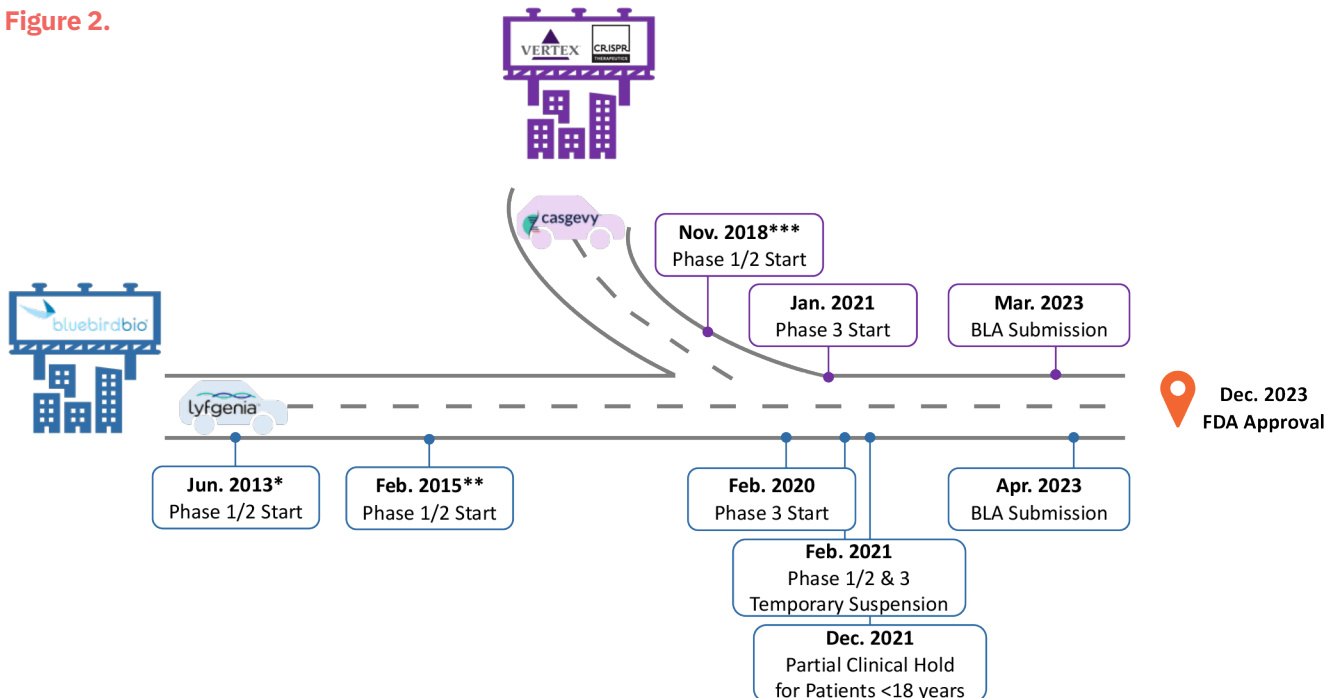 Figure 2.
VERTEX
CRISPR
THERAPEUTICS
casgevy
Nov. 2018***
Phase 1/2 Start
Jan. 2021
Phase 3 Start
Mar. 2023
BLA Submission
bluebirdbio
lyfgenia
Dec. 2023
FDA Approval
Jun. 2013*
Phase 1/2 Start
Feb. 2015**
Phase 1/2 Start
Feb. 2020
Phase 3 Start
Apr. 2023
BLA Submission
Feb. 2021
Phase 1/2 & 3
Temporary Suspension
Dec. 2021
Partial Clinical Hold
for Patients <18 years